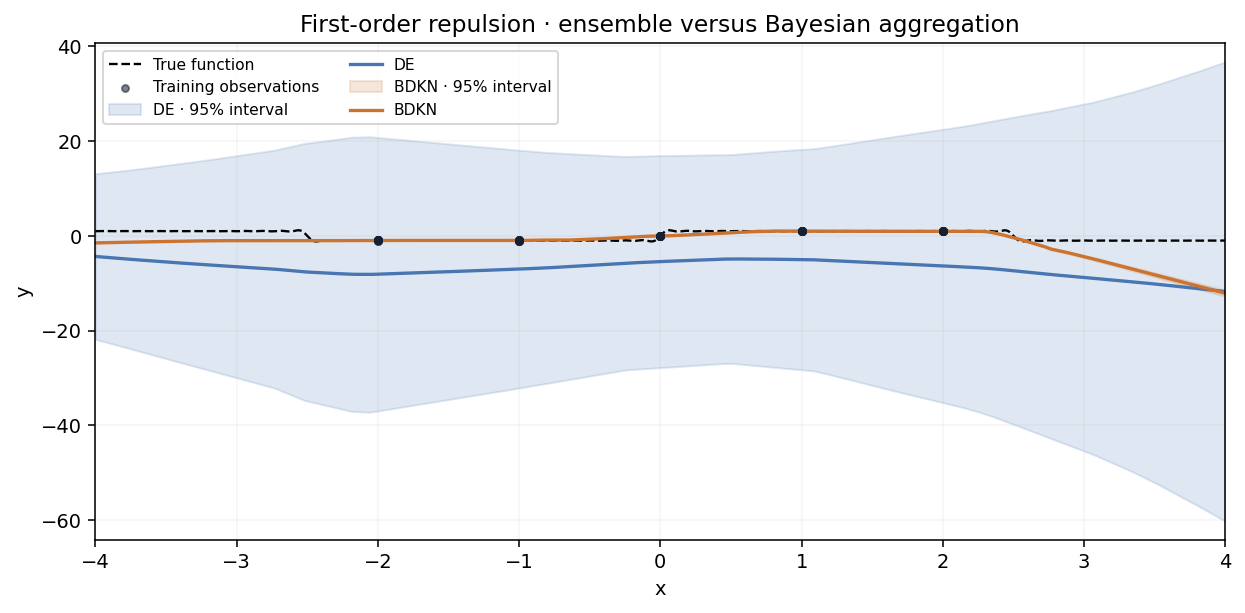 First-order repulsion · ensemble versus Bayesian aggregation
True function
Training observations
DE · 95% interval
DE
BDKN · 95% interval
BDKN
40
20
0
−20
−40
−60
y
−4
−3
−2
−1
0
1
2
3
4
x